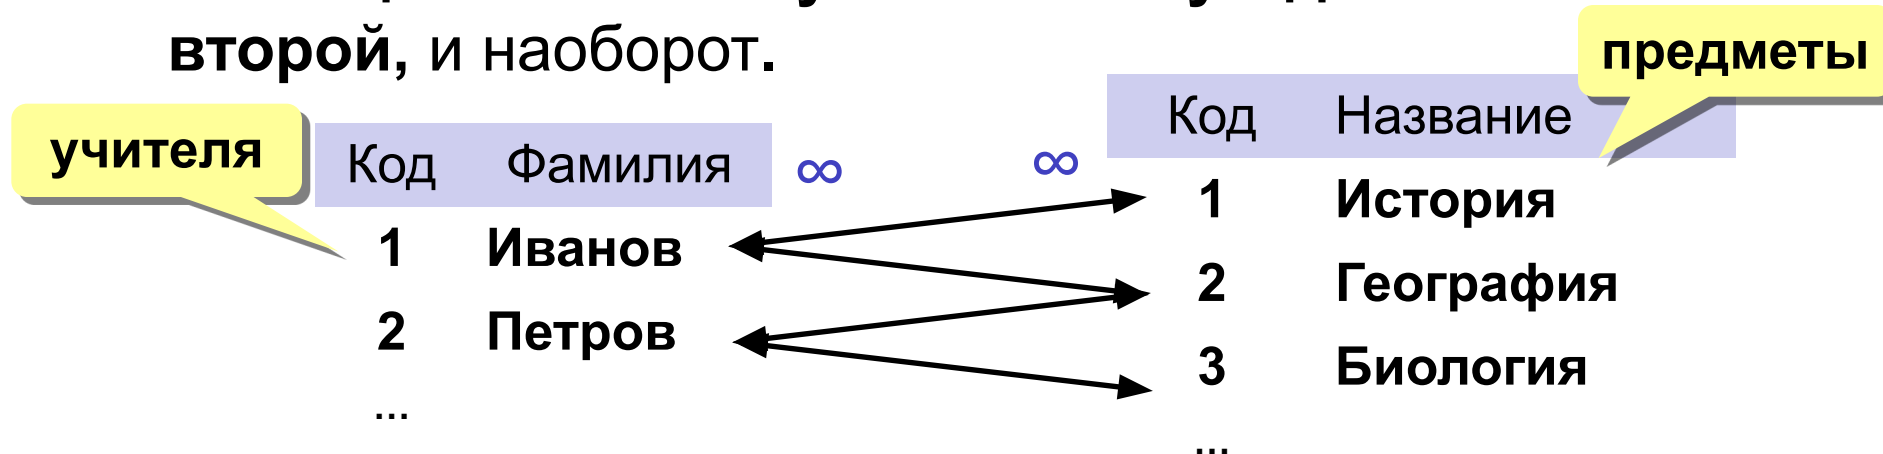 второй, и наоборот.
предметы
учителя
Код Фамилия ∞
1 Иванов
2 Петров
...
∞ Код Название
1 История
2 География
3 Биология
...